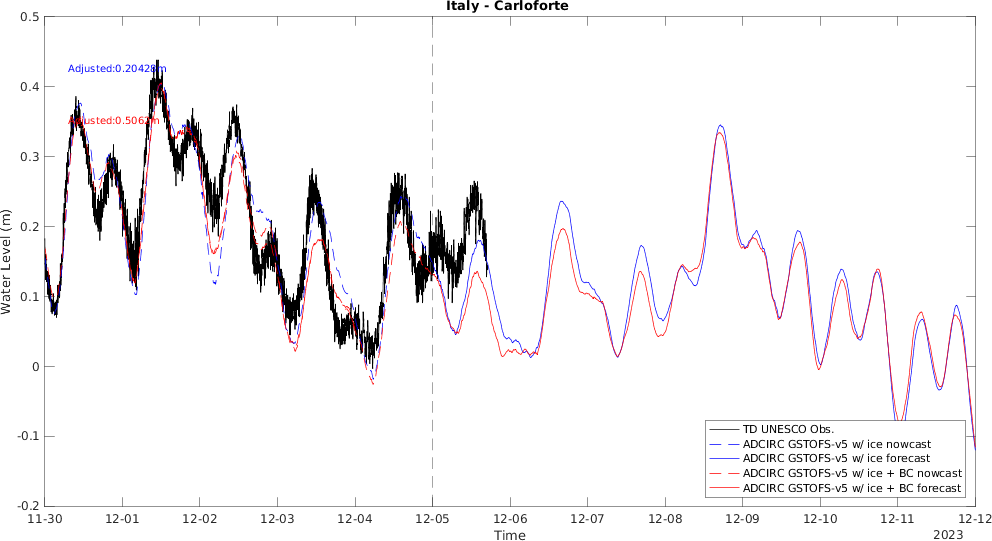 Italy - Carloforte
Water Level (m)
0.5
0.4
0.3
0.2
0.1
0
-0.1
-0.2
Adjusted:0.20428m
TD UNESCO Obs.
ADCIRC GSTOFS-v5 w/ ice nowcast
ADCIRC GSTOFS-v5 w/ ice forecast
ADCIRC GSTOFS-v5 w/ ice + BC nowcast
ADCIRC GSTOFS-v5 w/ ice + BC forecast
11-30
12-01
12-02
12-03
12-04
12-05
12-06
12-07
12-08
12-09
12-10
12-11
12-12
Time
2023